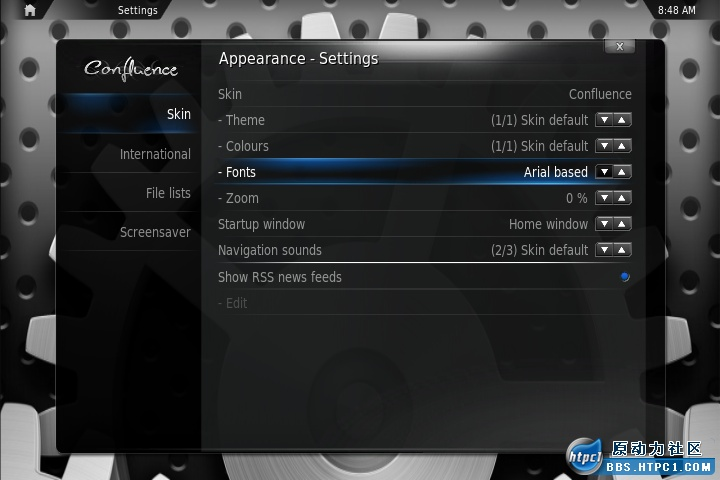 Settings
8:48 AM
x
Confluence
Appearance - Settings
Skin
International
File lists
Screensaver
Skin Confluence
- Theme (1/1) Skin default
- Colours (1/1) Skin default
- Fonts Arial based
- Zoom 0 %
Startup window Home window
Navigation sounds (2/3) Skin default
Show RSS news feeds
- Edit
htpc1 原动力社区
BBS.HTPC1.COM